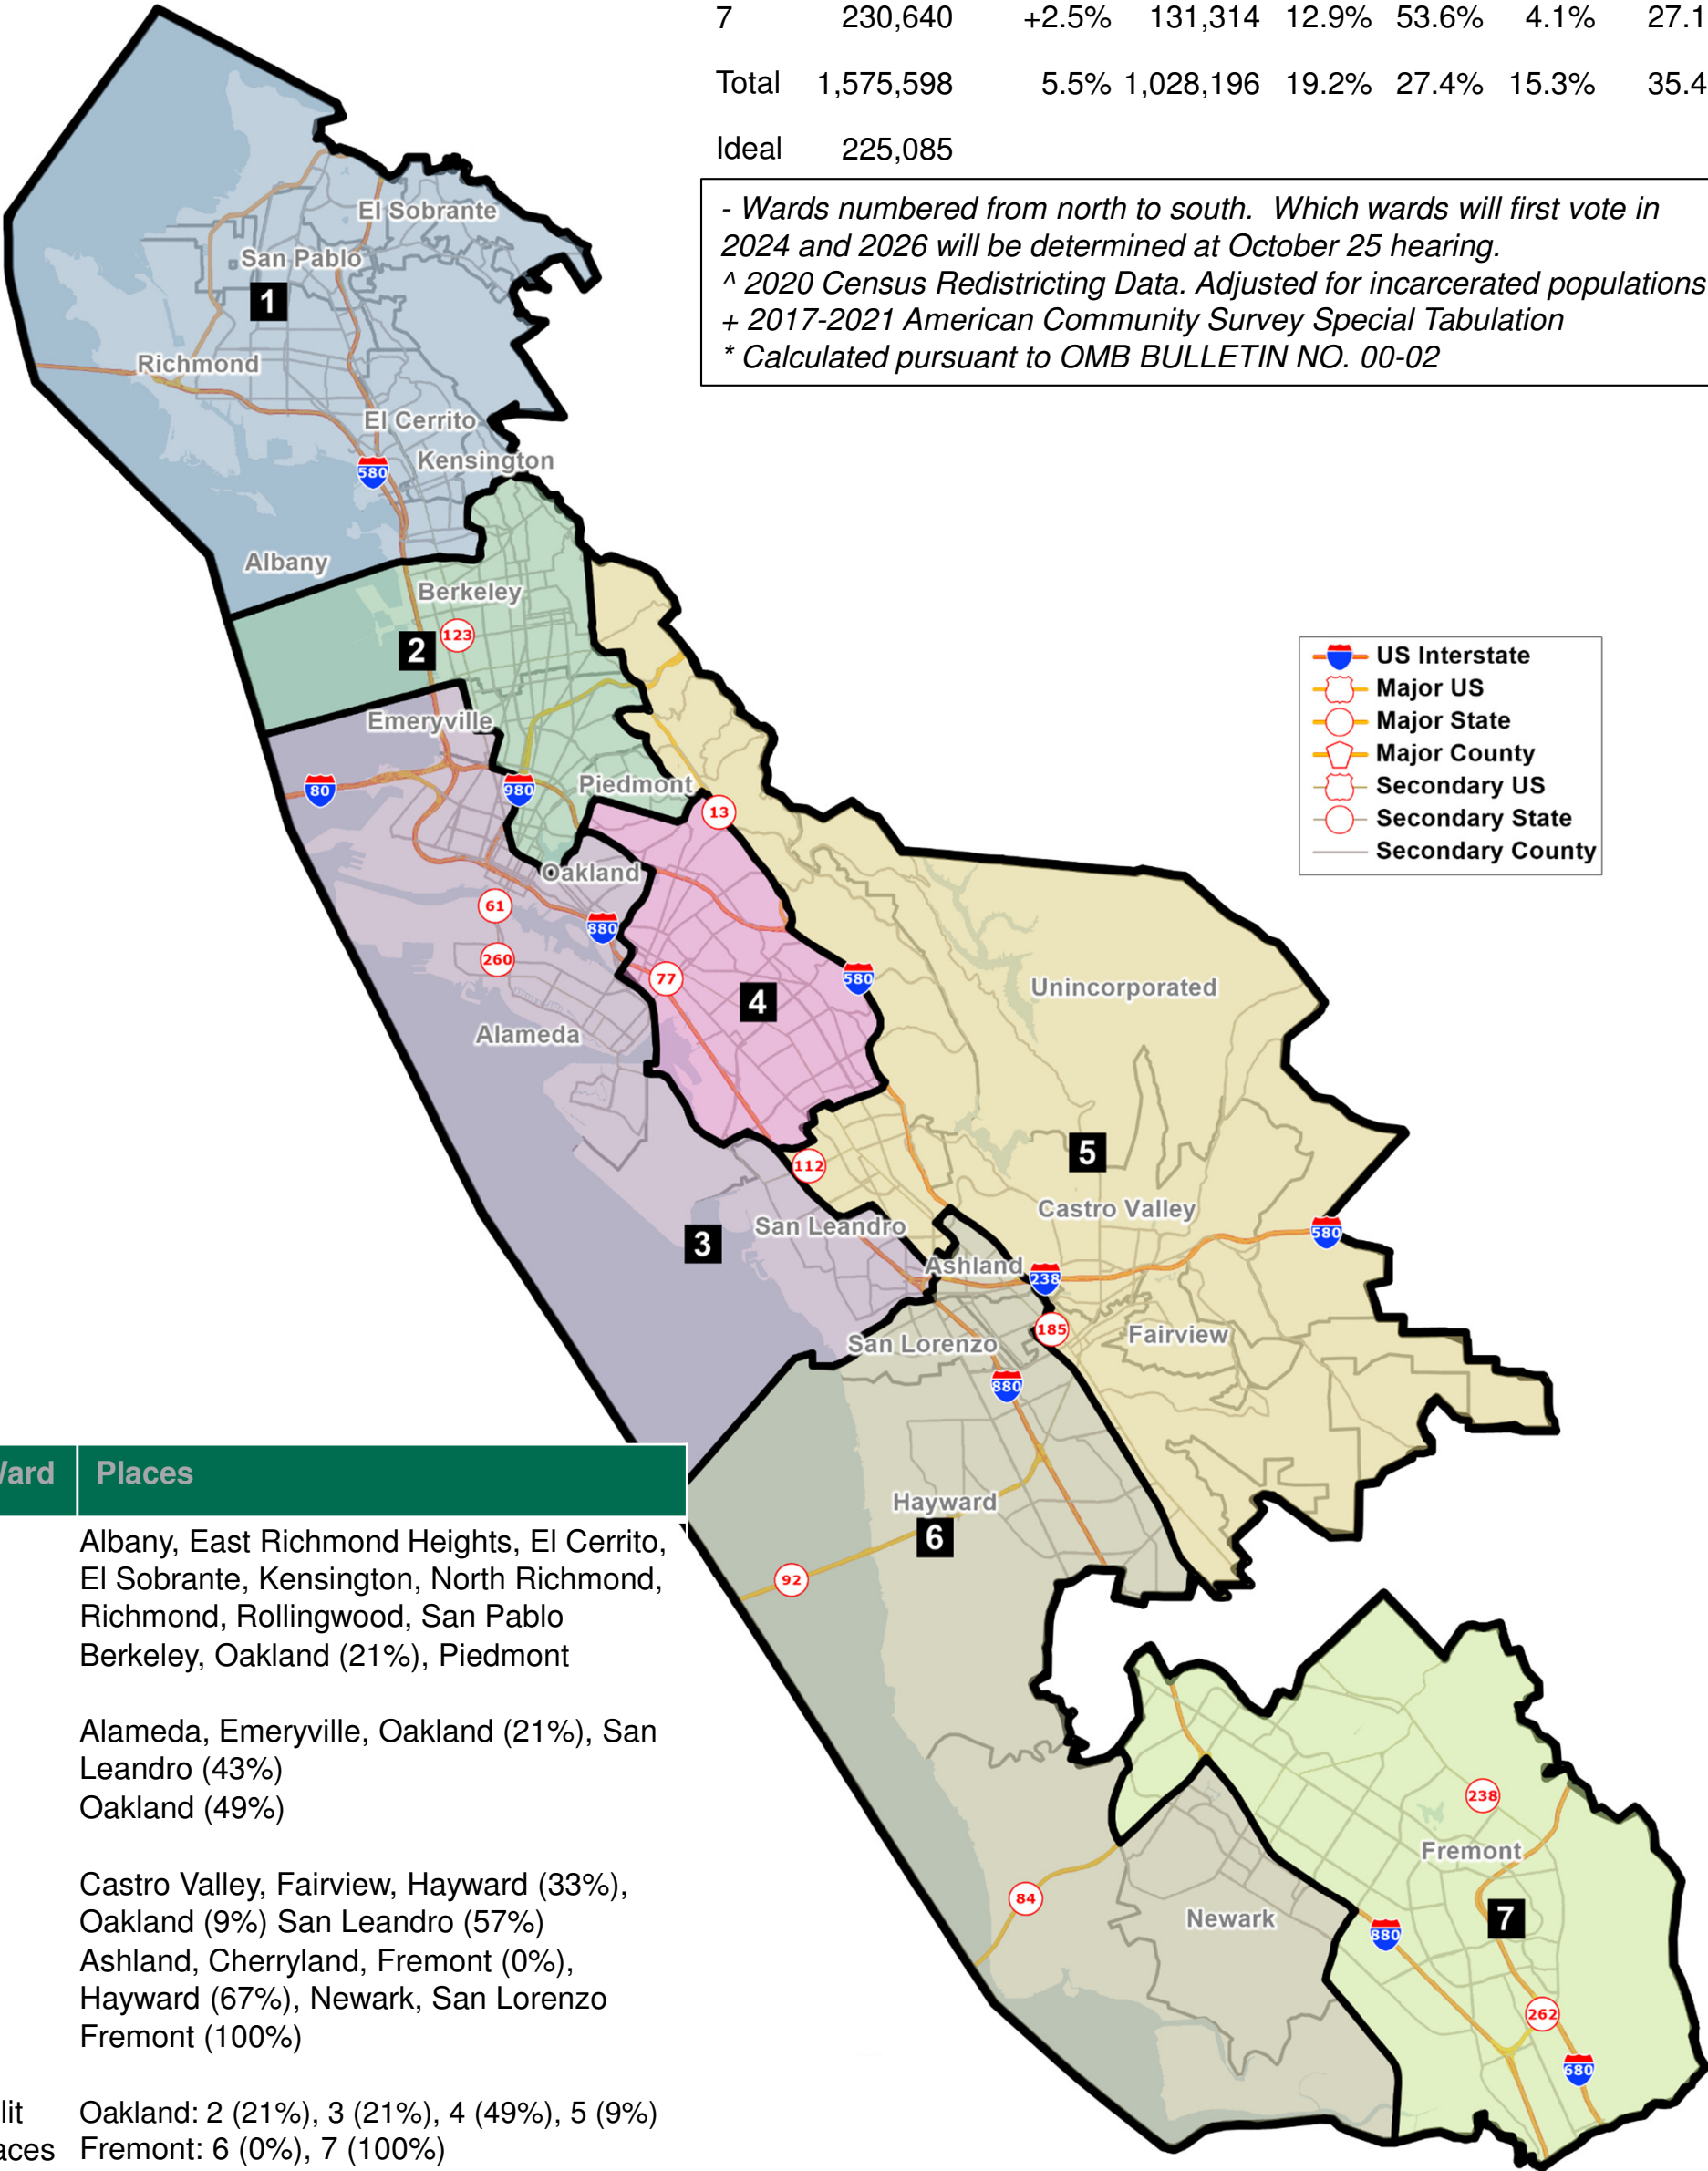 7 230,640 +2.5% 131,314 12.9% 53.6% 4.1% 27.1
Total 1,575,598 5.5% 1,028,196 19.2% 27.4% 15.3% 35.4
Ideal 225,085
- Wards numbered from north to south. Which wards will first vote in
2024 and 2026 will be determined at October 25 hearing.
^ 2020 Census Redistricting Data. Adjusted for incarcerated populations
+ 2017-2021 American Community Survey Special Tabulation
* Calculated pursuant to OMB BULLETIN NO. 00-02
El Sobrante
San Pablo
1
Richmond
El Cerrito
Kensington
580
Albany
Berkeley
123
2
US Interstate
Major US
Major State
Major County
Secondary US
Secondary State
Secondary County
Emeryville
80
980
Piedmont
13
Oakland
61
880
260
77
580
4
Unincorporated
Alameda
5
112
Castro Valley
San Leandro
3
580
Ashland
238
185
Fairview
San Lorenzo
880
Hayward
6
92
238
Fremont
84
7
Newark
880
262
680
Ward Places
Albany, East Richmond Heights, El Cerrito,
El Sobrante, Kensington, North Richmond,
Richmond, Rollingwood, San Pablo
Berkeley, Oakland (21%), Piedmont
Alameda, Emeryville, Oakland (21%), San
Leandro (43%)
Oakland (49%)
Castro Valley, Fairview, Hayward (33%),
Oakland (9%) San Leandro (57%)
Ashland, Cherryland, Fremont (0%),
Hayward (67%), Newark, San Lorenzo
Fremont (100%)
lit Oakland: 2 (21%), 3 (21%), 4 (49%), 5 (9%)
aces Fremont: 6 (0%), 7 (100%)